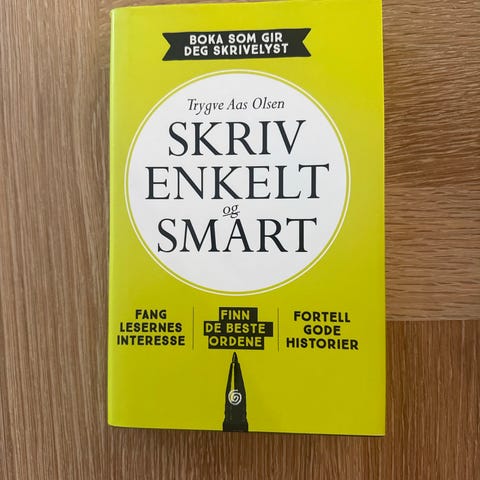 BOKA SOM GIR
DEG SKRIVELYST
Trygve Aas Olsen
SKRIV
ENKELT
og
SMART
FANG
LESERNES
INTERESSE
FINN
DE BESTE
ORDENE
FORTELL
GODE
HISTORIER